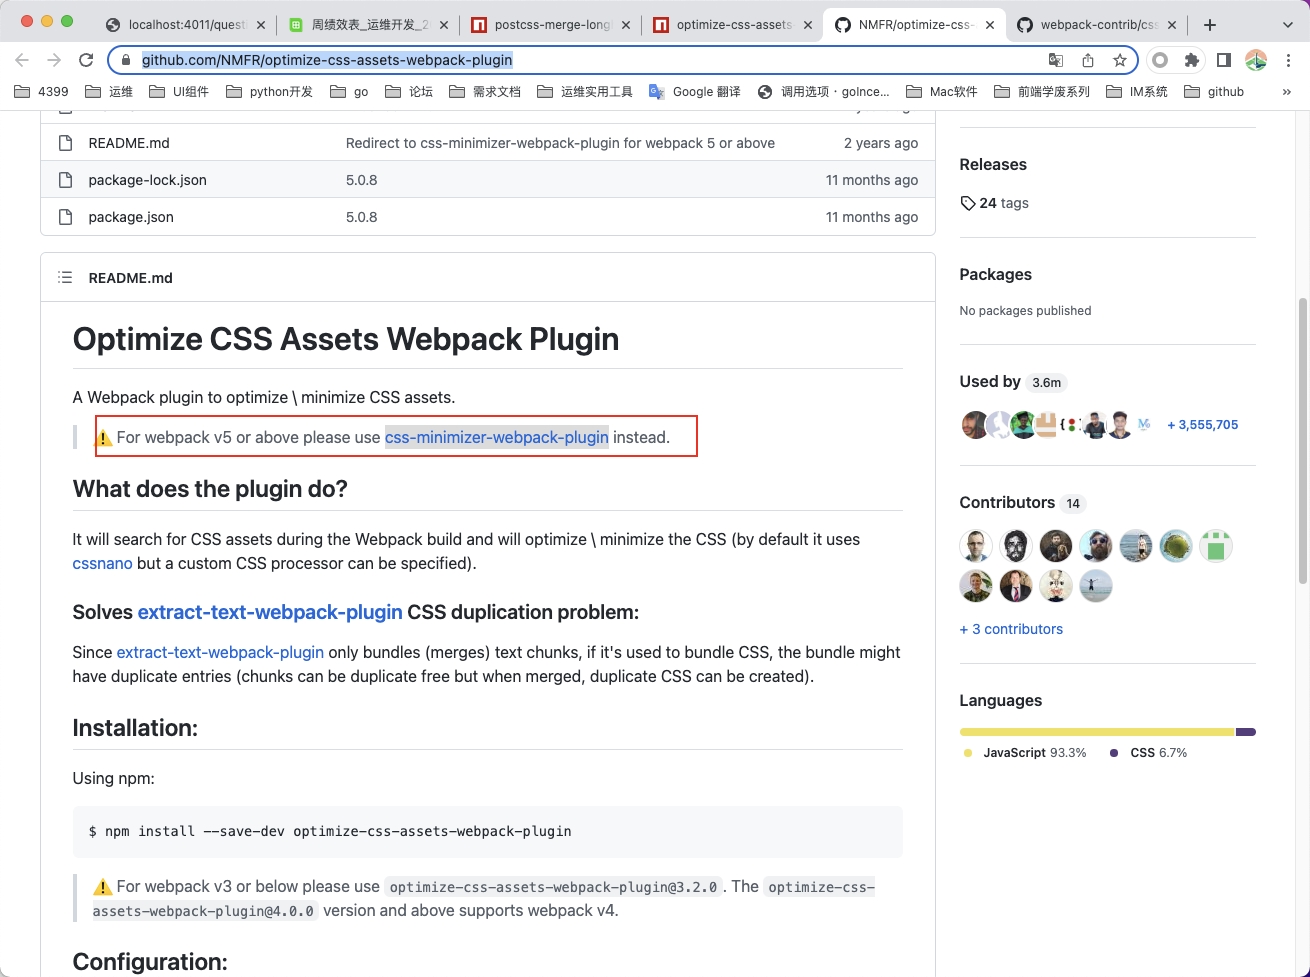 localhost:4011/questi
周绩效表_运维开发_2
postcss-merge-longl
optimize-css-assets
NMFR/optimize-css-
webpack-contrib/css
github.com/NMFR/optimize-css-assets-webpack-plugin
4399 运维 UI组件 python开发 go 论坛 需求文档 运维实用工具 Google 翻译 调用选项 · goInce... Mac软件 前端学废系列 IM系统 github »
README.md Redirect to css-minimizer-webpack-plugin for webpack 5 or above 2 years ago
package-lock.json 5.0.8 11 months ago
package.json 5.0.8 11 months ago
README.md
Optimize CSS Assets Webpack Plugin
A Webpack plugin to optimize \ minimize CSS assets.
⚠️ For webpack v5 or above please use css-minimizer-webpack-plugin instead.
What does the plugin do?
It will search for CSS assets during the Webpack build and will optimize \ minimize the CSS (by default it uses
cssnano but a custom CSS processor can be specified).
Solves extract-text-webpack-plugin CSS duplication problem:
Since extract-text-webpack-plugin only bundles (merges) text chunks, if it's used to bundle CSS, the bundle might
have duplicate entries (chunks can be duplicate free but when merged, duplicate CSS can be created).
Installation:
Using npm:
$ npm install --save-dev optimize-css-assets-webpack-plugin
⚠️ For webpack v3 or below please use optimize-css-assets-webpack-plugin@3.2.0 . The optimize-css-
assets-webpack-plugin@4.0.0 version and above supports webpack v4.
Configuration:
Releases
24 tags
Packages
No packages published
Used by 3.6m
+ 3,555,705
Contributors 14
+ 3 contributors
Languages
JavaScript 93.3% CSS 6.7%